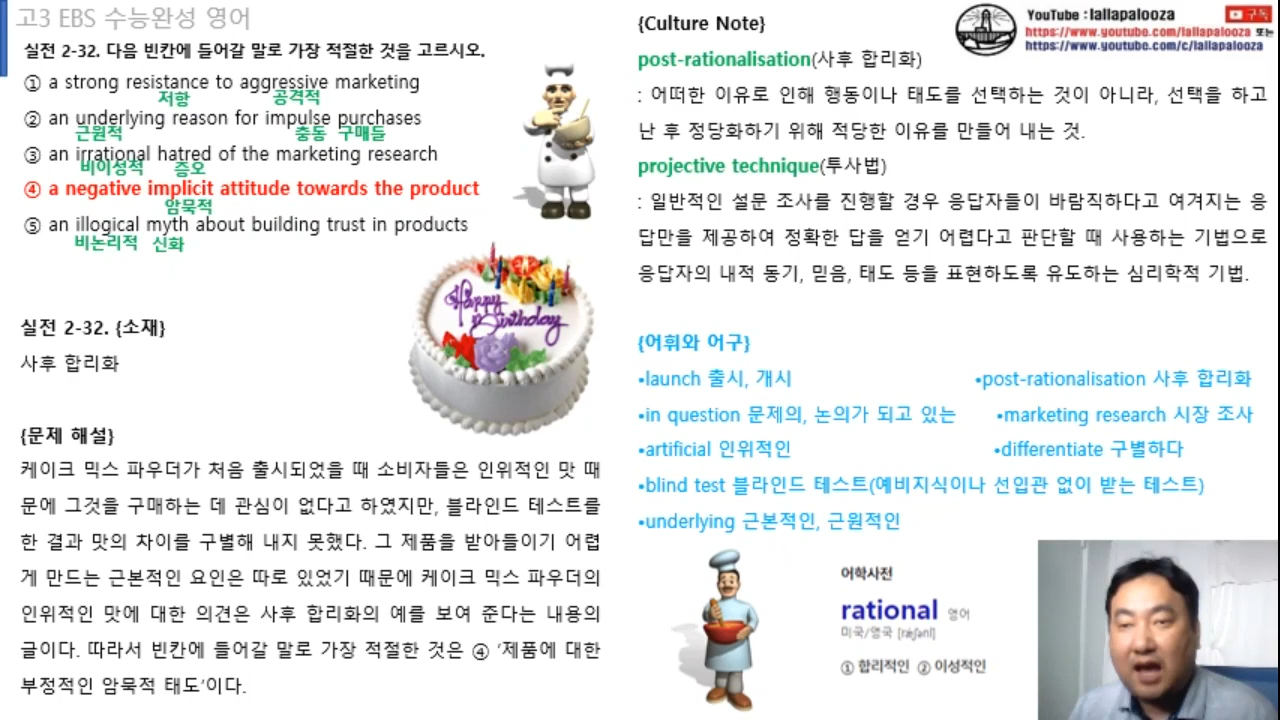 고3 EBS 수능완성 영어
실전 2-32. 다음 빈칸에 들어갈 말로 가장 적절한 것을 고르시오.
① a strong resistance to aggressive marketing
저항 공격적
② an underlying reason for impulse purchases
근원적 충동 구매들
③ an irrational hatred of the marketing research
비이성적 증오
④ a negative implicit attitude towards the product
암묵적
⑤ an illogical myth about building trust in products
비논리적 신화
Happy Birthday
실전 2-32. {소재}
사후 합리화
{문제 해설}
케이크 믹스 파우더가 처음 출시되었을 때 소비자들은 인위적인 맛 때
문에 그것을 구매하는 데 관심이 없다고 하였지만, 블라인드 테스트를
한 결과 맛의 차이를 구별해 내지 못했다. 그 제품을 받아들이기 어렵
게 만드는 근본적인 요인은 따로 있었기 때문에 케이크 믹스 파우더의
인위적인 맛에 대한 의견은 사후 합리화의 예를 보여 준다는 내용의
글이다. 따라서 빈칸에 들어갈 말로 가장 적절한 것은 ④ ‘제품에 대한
부정적인 암묵적 태도’이다.
{Culture Note}
YouTube : lallapalooza
구독
https://www.youtube.com/lallapalooza 또는
https://www.youtube.com/c/lallapalooza
post-rationalisation(사후 합리화)
: 어떠한 이유로 인해 행동이나 태도를 선택하는 것이 아니라, 선택을 하고
난 후 정당화하기 위해 적당한 이유를 만들어 내는 것.
projective technique(투사법)
: 일반적인 설문 조사를 진행할 경우 응답자들이 바람직하다고 여겨지는 응
답만을 제공하여 정확한 답을 얻기 어렵다고 판단할 때 사용하는 기법으로
응답자의 내적 동기, 믿음, 태도 등을 표현하도록 유도하는 심리학적 기법.
{어휘와 어구}
•launch 출시, 개시 •post-rationalisation 사후 합리화
•in question 문제의, 논의가 되고 있는 •marketing research 시장 조사
•artificial 인위적인 •differentiate 구별하다
•blind test 블라인드 테스트(예비지식이나 선입관 없이 받는 테스트)
•underlying 근본적인, 근원적인
어학사전
rational 영어
미국/영국 [ræʃənl]
① 합리적인 ② 이성적인